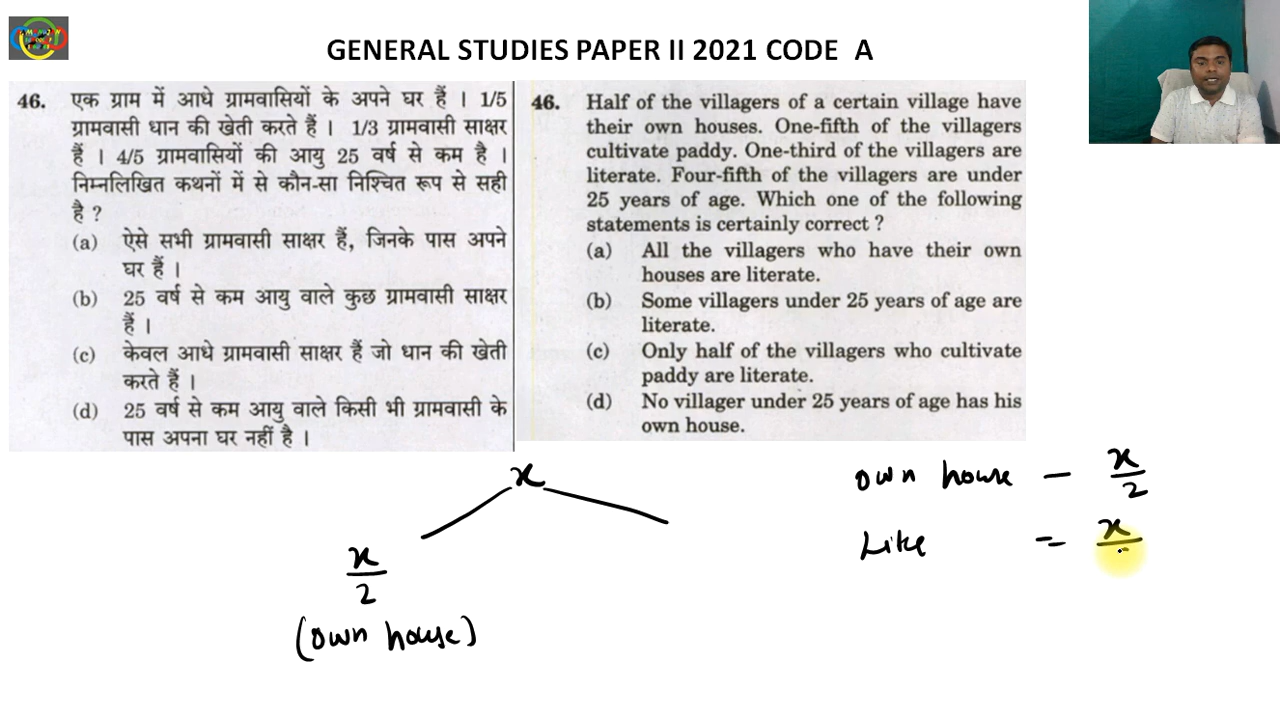 GENERAL STUDIES PAPER II 2021 CODE A
46. एक ग्राम में आधे ग्रामवासियों के अपने घर हैं । 1/5
ग्रामवासी धान की खेती करते हैं । 1/3 ग्रामवासी साक्षर
हैं । 4/5 ग्रामवासियों की आयु 25 वर्ष से कम है ।
निम्नलिखित कथनों में से कौन-सा निश्चित रूप से सही
है ?
(a) ऐसे सभी ग्रामवासी साक्षर हैं, जिनके पास अपने
घर हैं ।
(b) 25 वर्ष से कम आयु वाले कुछ ग्रामवासी साक्षर
हैं ।
(c) केवल आधे ग्रामवासी साक्षर हैं जो धान की खेती
करते हैं ।
(d) 25 वर्ष से कम आयु वाले किसी भी ग्रामवासी के
पास अपना घर नहीं है ।
46. Half of the villagers of a certain village have
their own houses. One-fifth of the villagers
cultivate paddy. One-third of the villagers are
literate. Four-fifth of the villagers are under
25 years of age. Which one of the following
statements is certainly correct ?
(a) All the villagers who have their own
houses are literate.
(b) Some villagers under 25 years of age are
literate.
(c) Only half of the villagers who cultivate
paddy are literate.
(d) No villager under 25 years of age has his
own house.
x
x
2
(own house)
own house - x
2
= x